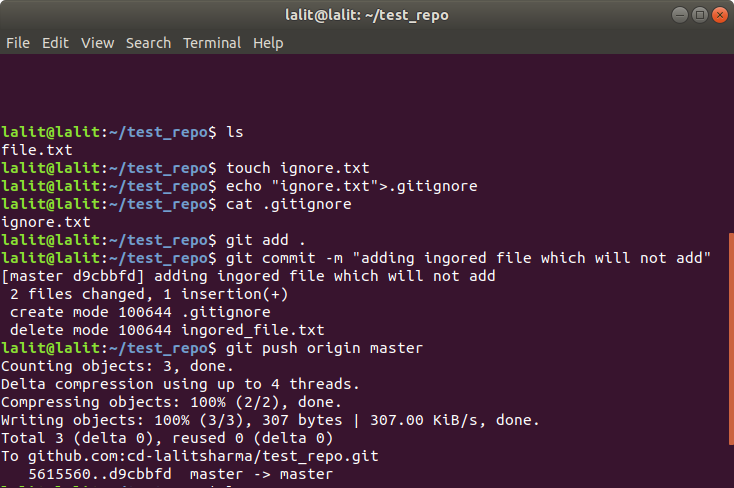 lalit@lalit: ~/test_repo
File Edit View Search Terminal Help
lalit@lalit:~/test_repo$ ls
file.txt
lalit@lalit:~/test_repo$ touch ignore.txt
lalit@lalit:~/test_repo$ echo "ignore.txt">.gitignore
lalit@lalit:~/test_repo$ cat .gitignore
ignore.txt
lalit@lalit:~/test_repo$ git add .
lalit@lalit:~/test_repo$ git commit -m "adding ingored file which will not add"
[master d9cbbfd] adding ingored file which will not add
 2 files changed, 1 insertion(+)
 create mode 100644 .gitignore
 delete mode 100644 ingored_file.txt
lalit@lalit:~/test_repo$ git push origin master
Counting objects: 3, done.
Delta compression using up to 4 threads.
Compressing objects: 100% (2/2), done.
Writing objects: 100% (3/3), 307 bytes | 307.00 KiB/s, done.
Total 3 (delta 0), reused 0 (delta 0)
To github.com:cd-lalitsharma/test_repo.git
   5615560..d9cbbfd  master -> master